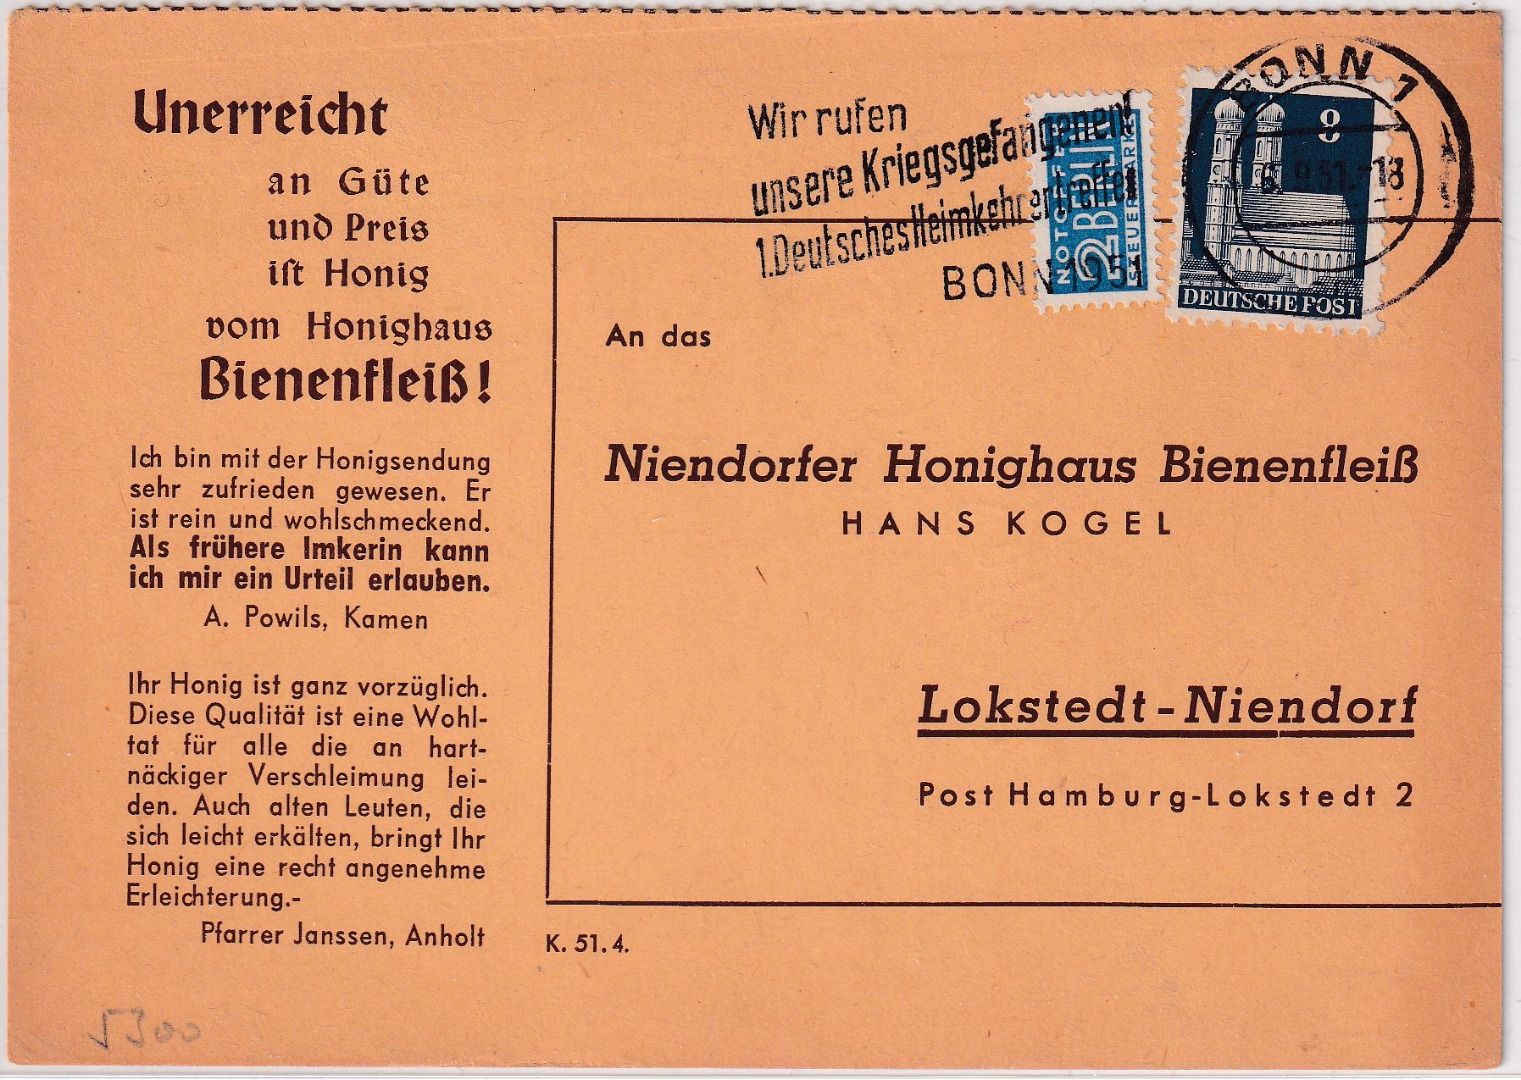 Unerreicht
an Güte
und Preis
ist Honig
vom Honighaus
Bienenfleiß!
Ich bin mit der Honigsendung
sehr zufrieden gewesen. Er
ist rein und wohlschmeckend.
Als frühere Imkerin kann
ich mir ein Urteil erlauben.
A. Powils, Kamen
Ihr Honig ist ganz vorzüglich.
Diese Qualität ist eine Wohl-
tat für alle die an hart-
näckiger Verschleimung lei-
den. Auch alten Leuten, die
sich leicht erkälten, bringt Ihr
Honig eine recht angenehme
Erleichterung.-
Pfarrer Janssen, Anholt
5300
Wir rufen
unsere Kriegsgefangenen!
1.Deutsches Heimkehrertreffen
BONN 1951
NOTOPFER
2 BERLIN
STEUERMARKE
8
DEUTSCHE POST
BONN 1
.9.51.-18
An das
Niendorfer Honighaus Bienenfleiß
HANS KOGEL
Lokstedt-Niendorf
Post Hamburg-Lokstedt 2
K. 51. 4.